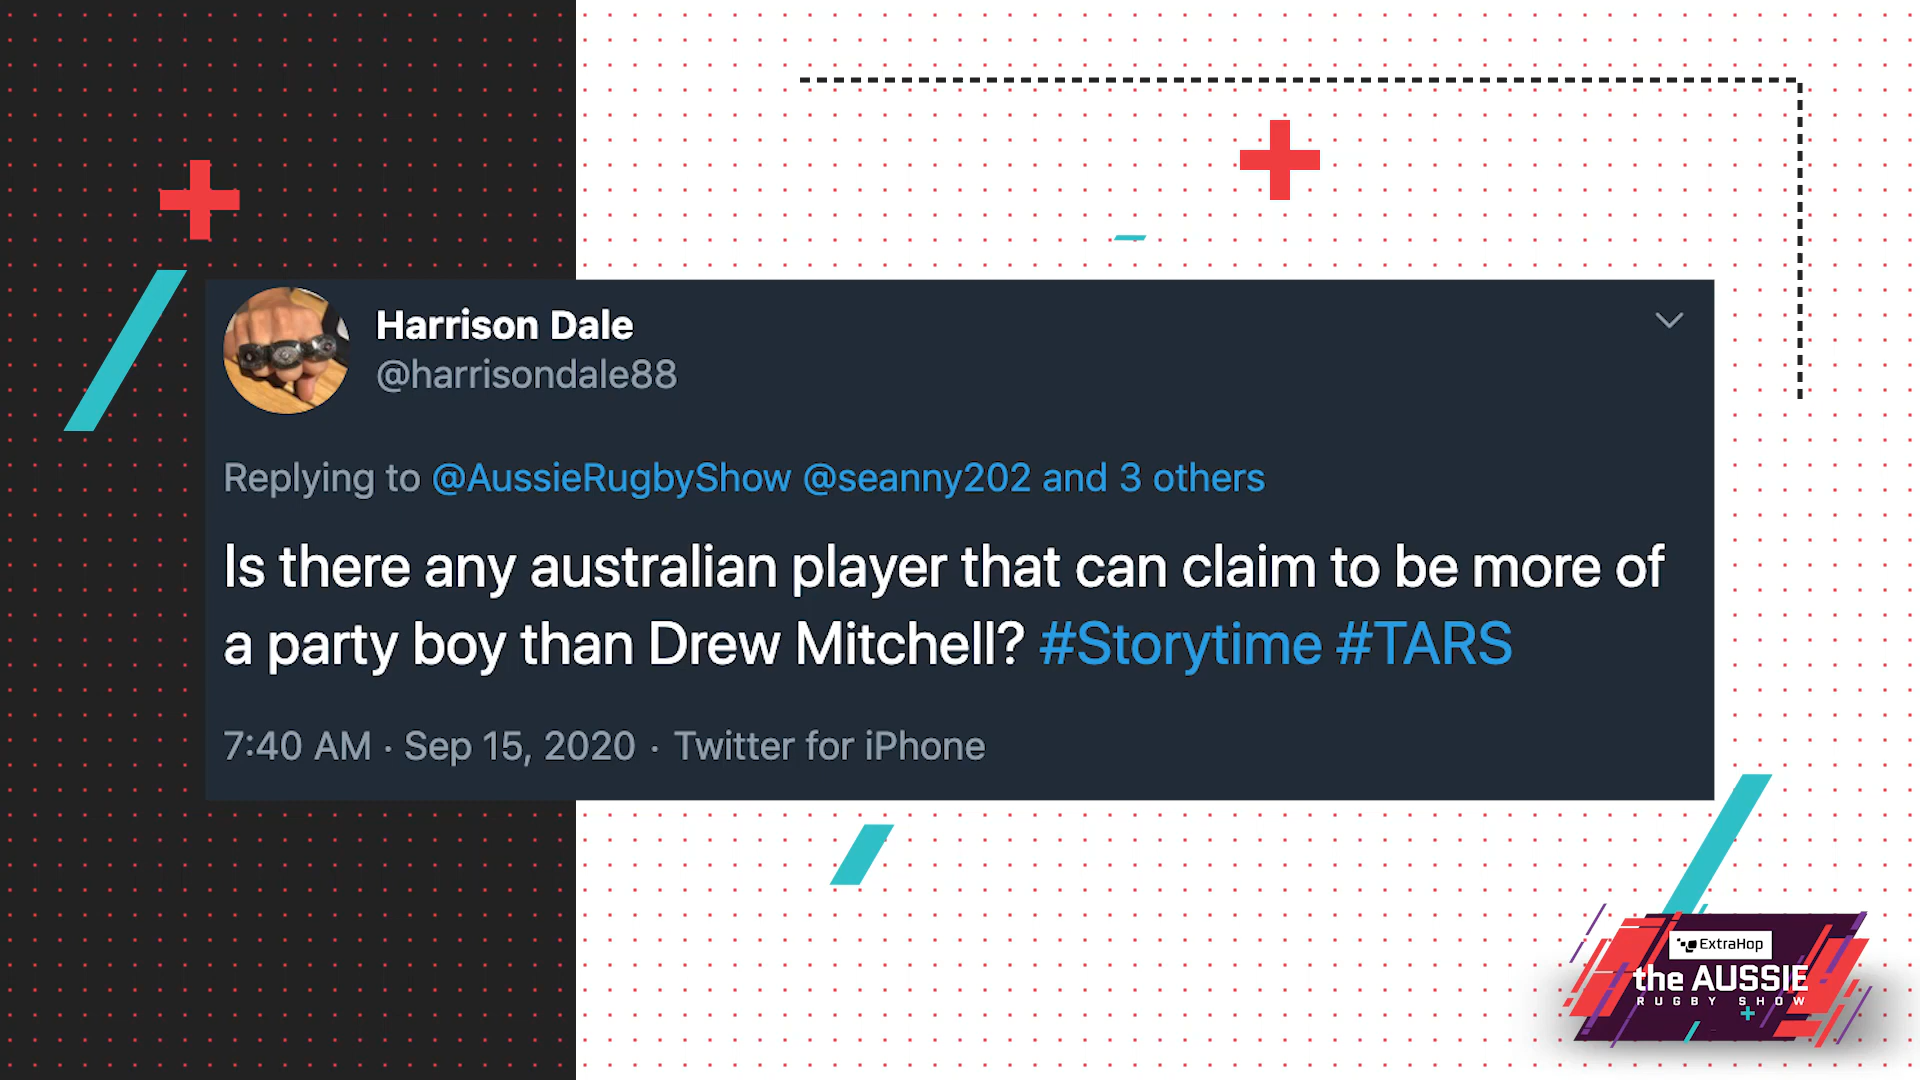 Harrison Dale
@harrisondale88
Replying to @AussieRugbyShow @seanny202 and 3 others
Is there any australian player that can claim to be more of
a party boy than Drew Mitchell? #Storytime #TARS
7:40 AM · Sep 15, 2020 · Twitter for iPhone
ExtraHop
the AUSSIE
RUGBY SHOW